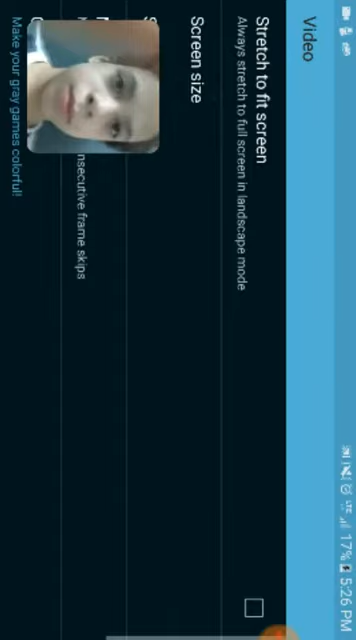 17% 5:26 PM
Video
Stretch to fit screen
Always stretch to full screen in landscape mode
Screen size
nsecutive frame skips
Make your gray games colorful!